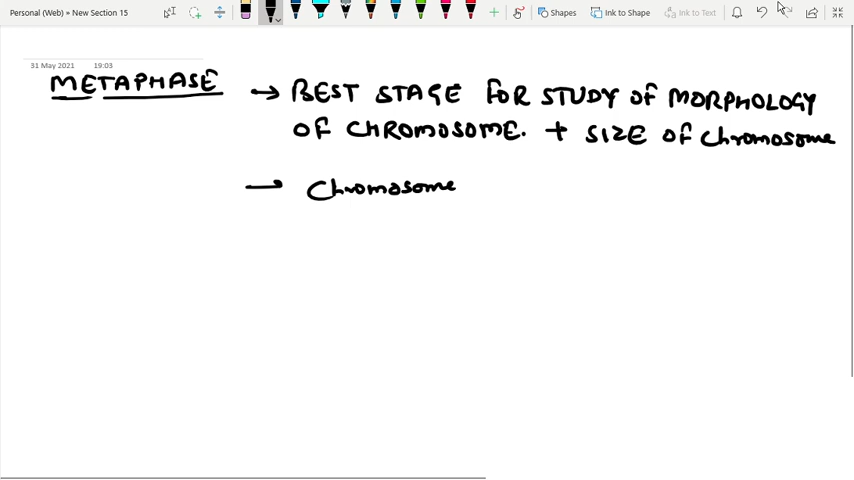 Personal (Web) » New Section 15
Shapes
Ink to Shape
Ink to Text
31 May 2021 19:03
METAPHASE → BEST STAGE FOR STUDY OF MORPHOLOGY
OF CHROMOSOME. + SIZE OF Chromosome
→ Chromosome